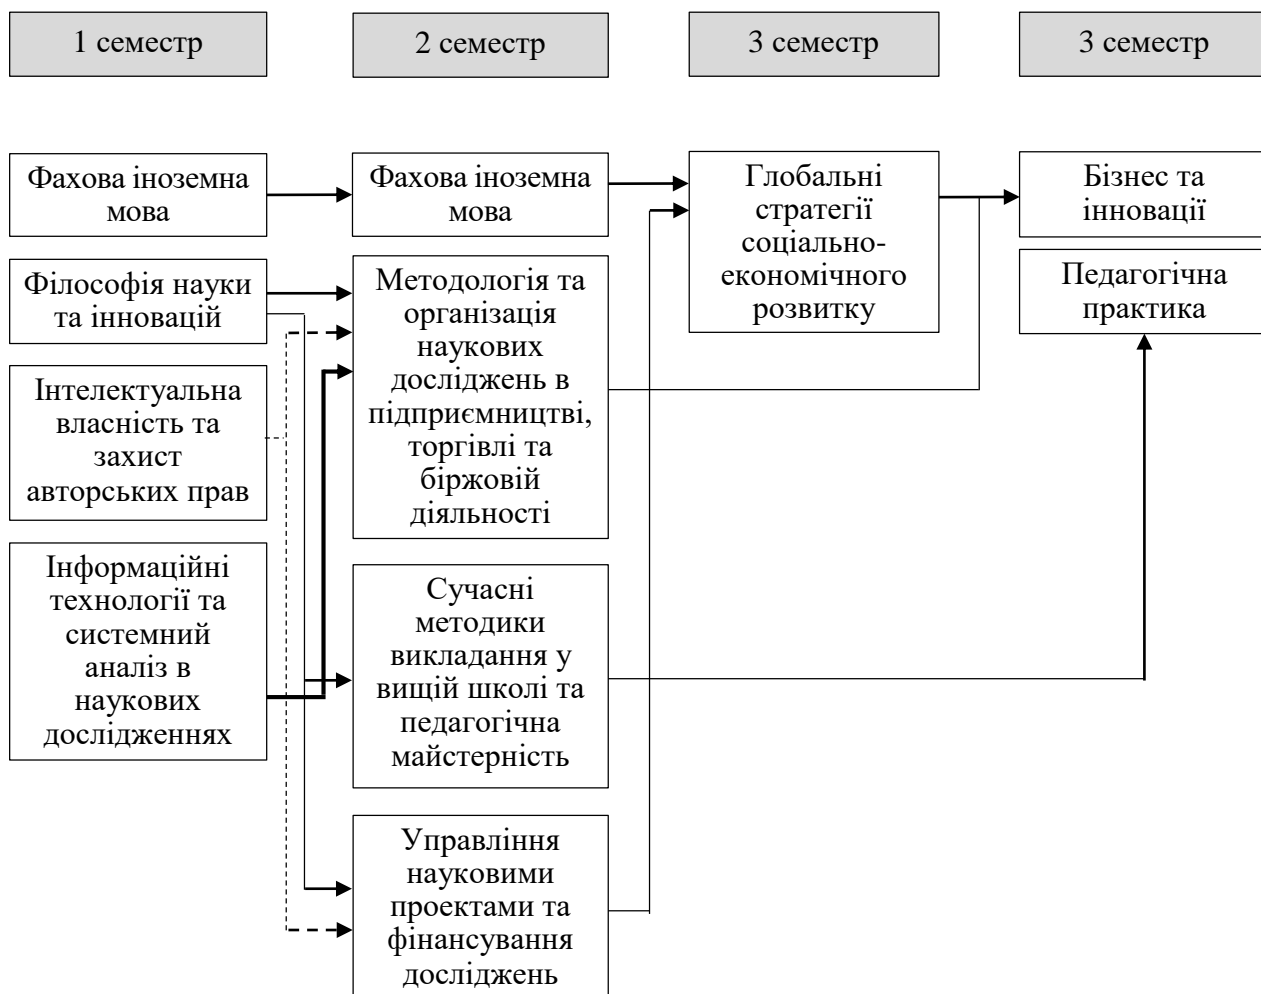 1 семестр
2 семестр
3 семестр
3 семестр
Фахова іноземна
мова
Філософія науки
та інновацій
Інтелектуальна
власність та
захист
авторських прав
Інформаційні
технології та
системний
аналіз в
наукових
дослідженнях
Фахова іноземна
мова
Методологія та
організація
наукових
досліджень в
підприємництві,
торгівлі та
біржовій
діяльності
Сучасні
методики
викладання у
вищій школі та
педагогічна
майстерність
Управління
науковими
проектами та
фінансування
досліджень
Глобальні
стратегії
соціально-
економічного
розвитку
Бізнес та
інновації
Педагогічна
практика